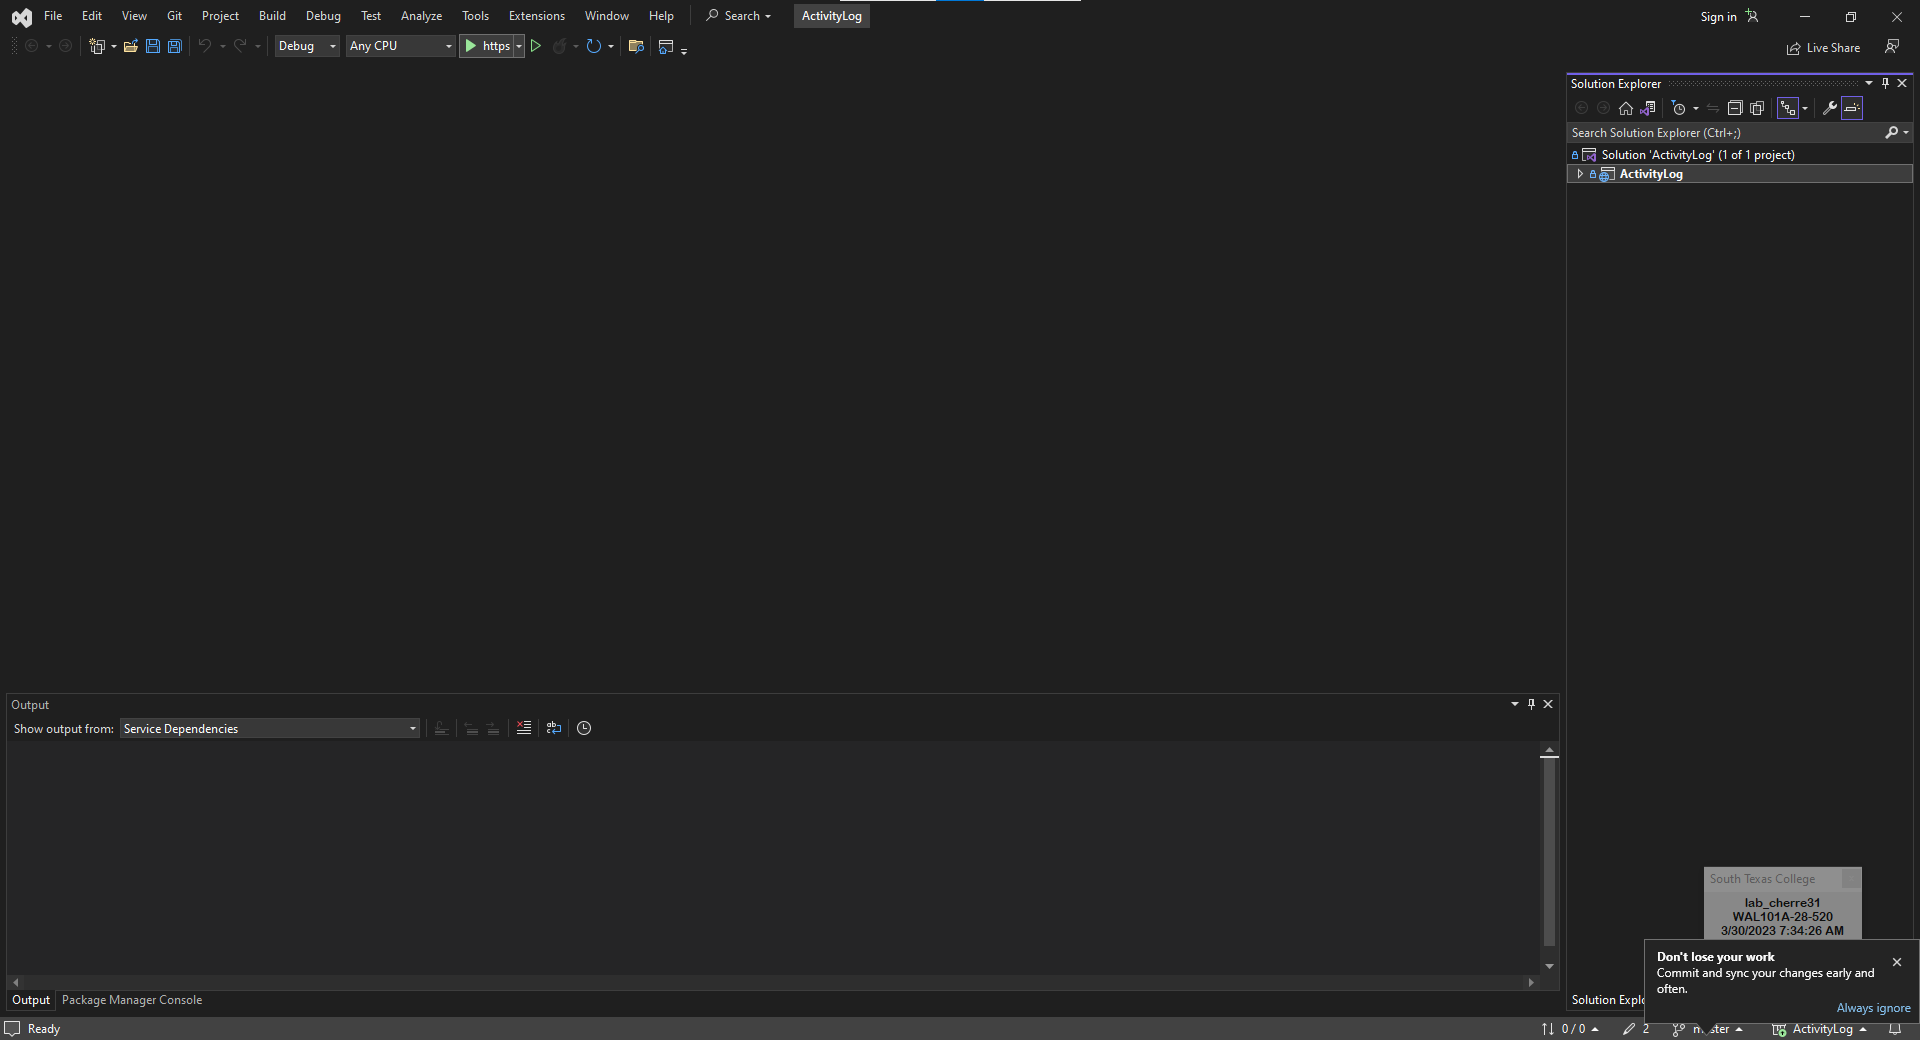 File Edit View Git Project Build Debug Test Analyze Tools Extensions Window Help Search ActivityLog Sign in
Debug Any CPU https Live Share
Solution Explorer
Search Solution Explorer (Ctrl+;)
Solution 'ActivityLog' (1 of 1 project)
ActivityLog
Output
Show output from: Service Dependencies
South Texas College
lab_cherre31
WAL101A-28-520
3/30/2023 7:34:26 AM
Don't lose your work
Commit and sync your changes early and
often.
Always ignore
Output Package Manager Console Solution Explo
Ready 0 / 0 2 master ActivityLog